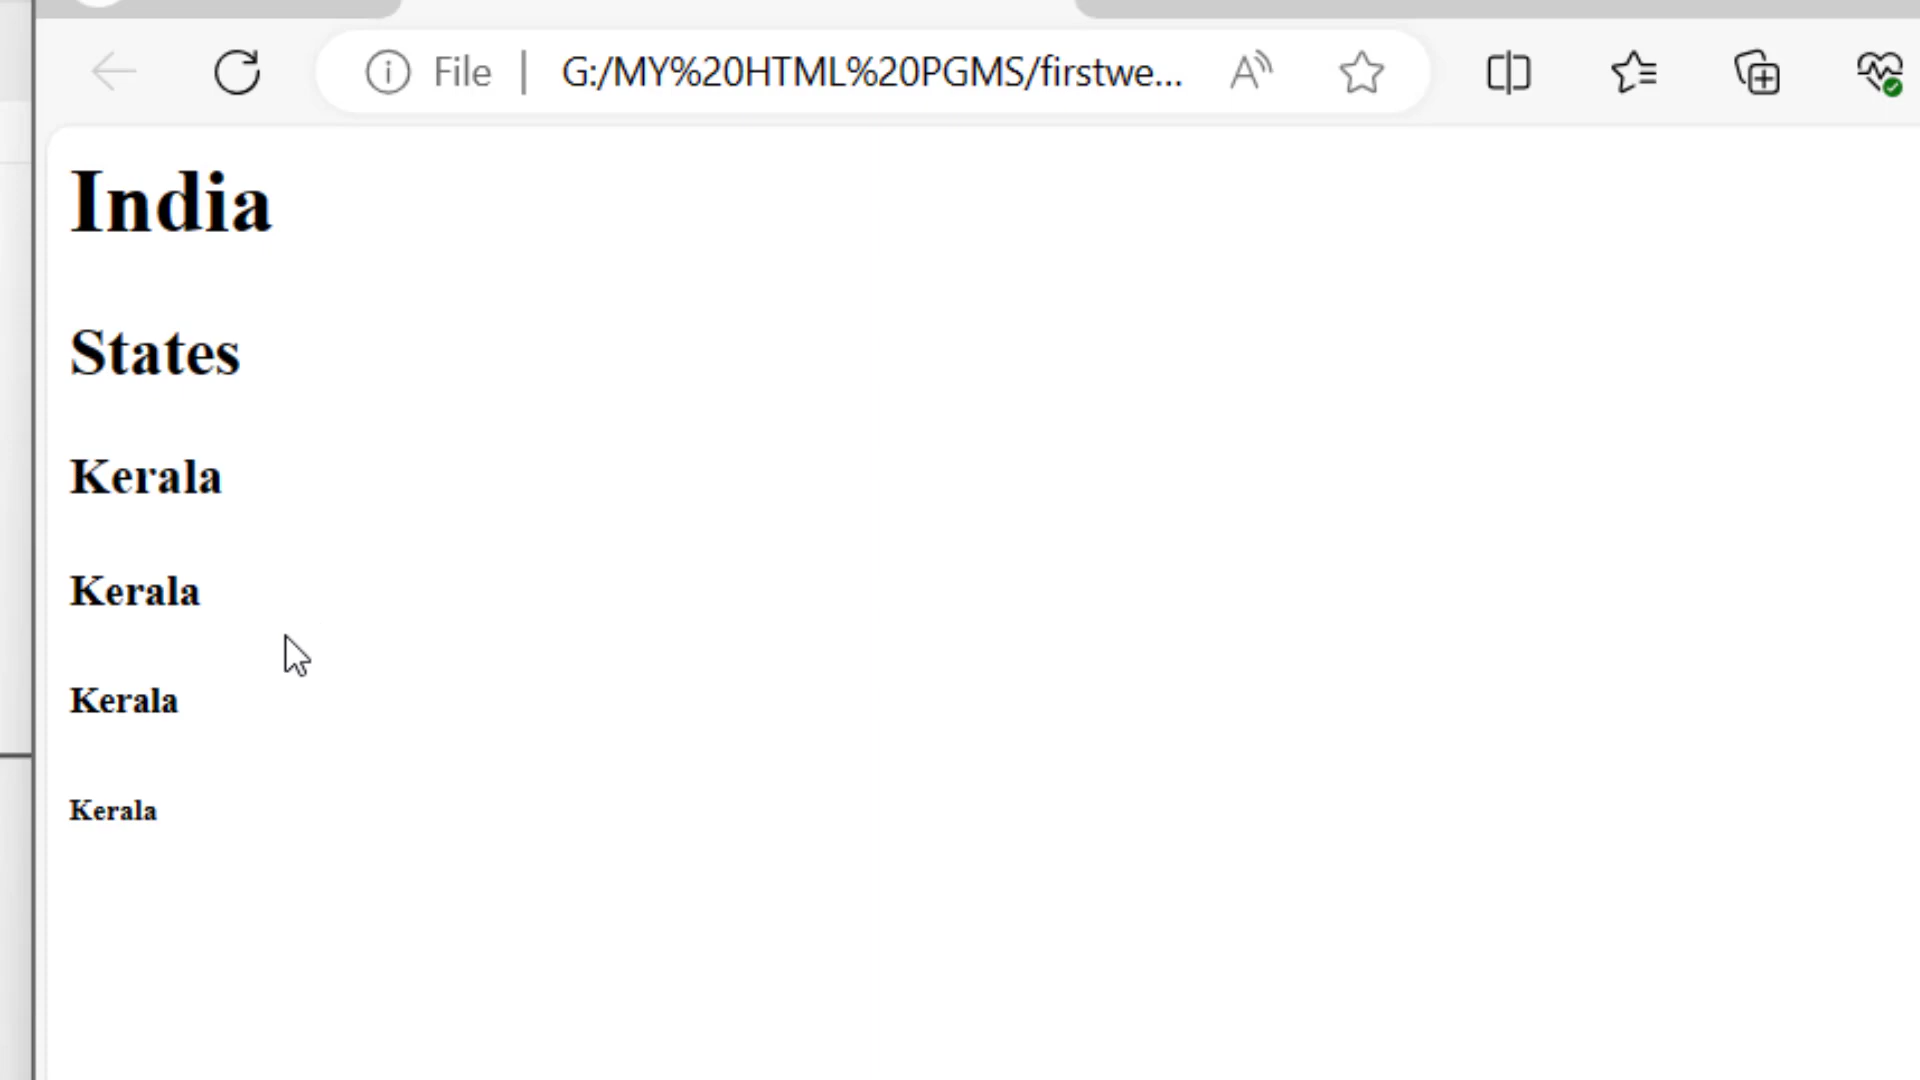 File | G:/MY%20HTML%20PGMS/firstwe...
India
States
Kerala
Kerala
Kerala
Kerala